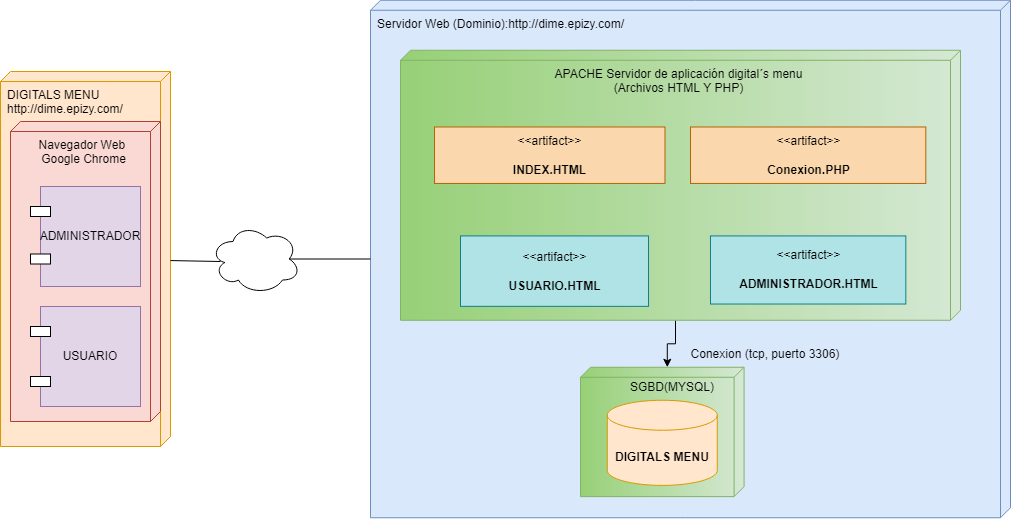 DIGITALS MENU
http://dime.epizy.com/
Navegador Web
Google Chrome
ADMINISTRADOR
USUARIO
Servidor Web (Dominio):http://dime.epizy.com/
APACHE Servidor de aplicación digital´s menu
(Archivos HTML Y PHP)
<<artifact>>
INDEX.HTML
<<artifact>>
Conexion.PHP
<<artifact>>
USUARIO.HTML
<<artifact>>
ADMINISTRADOR.HTML
Conexion (tcp, puerto 3306)
SGBD(MYSQL)
DIGITALS MENU